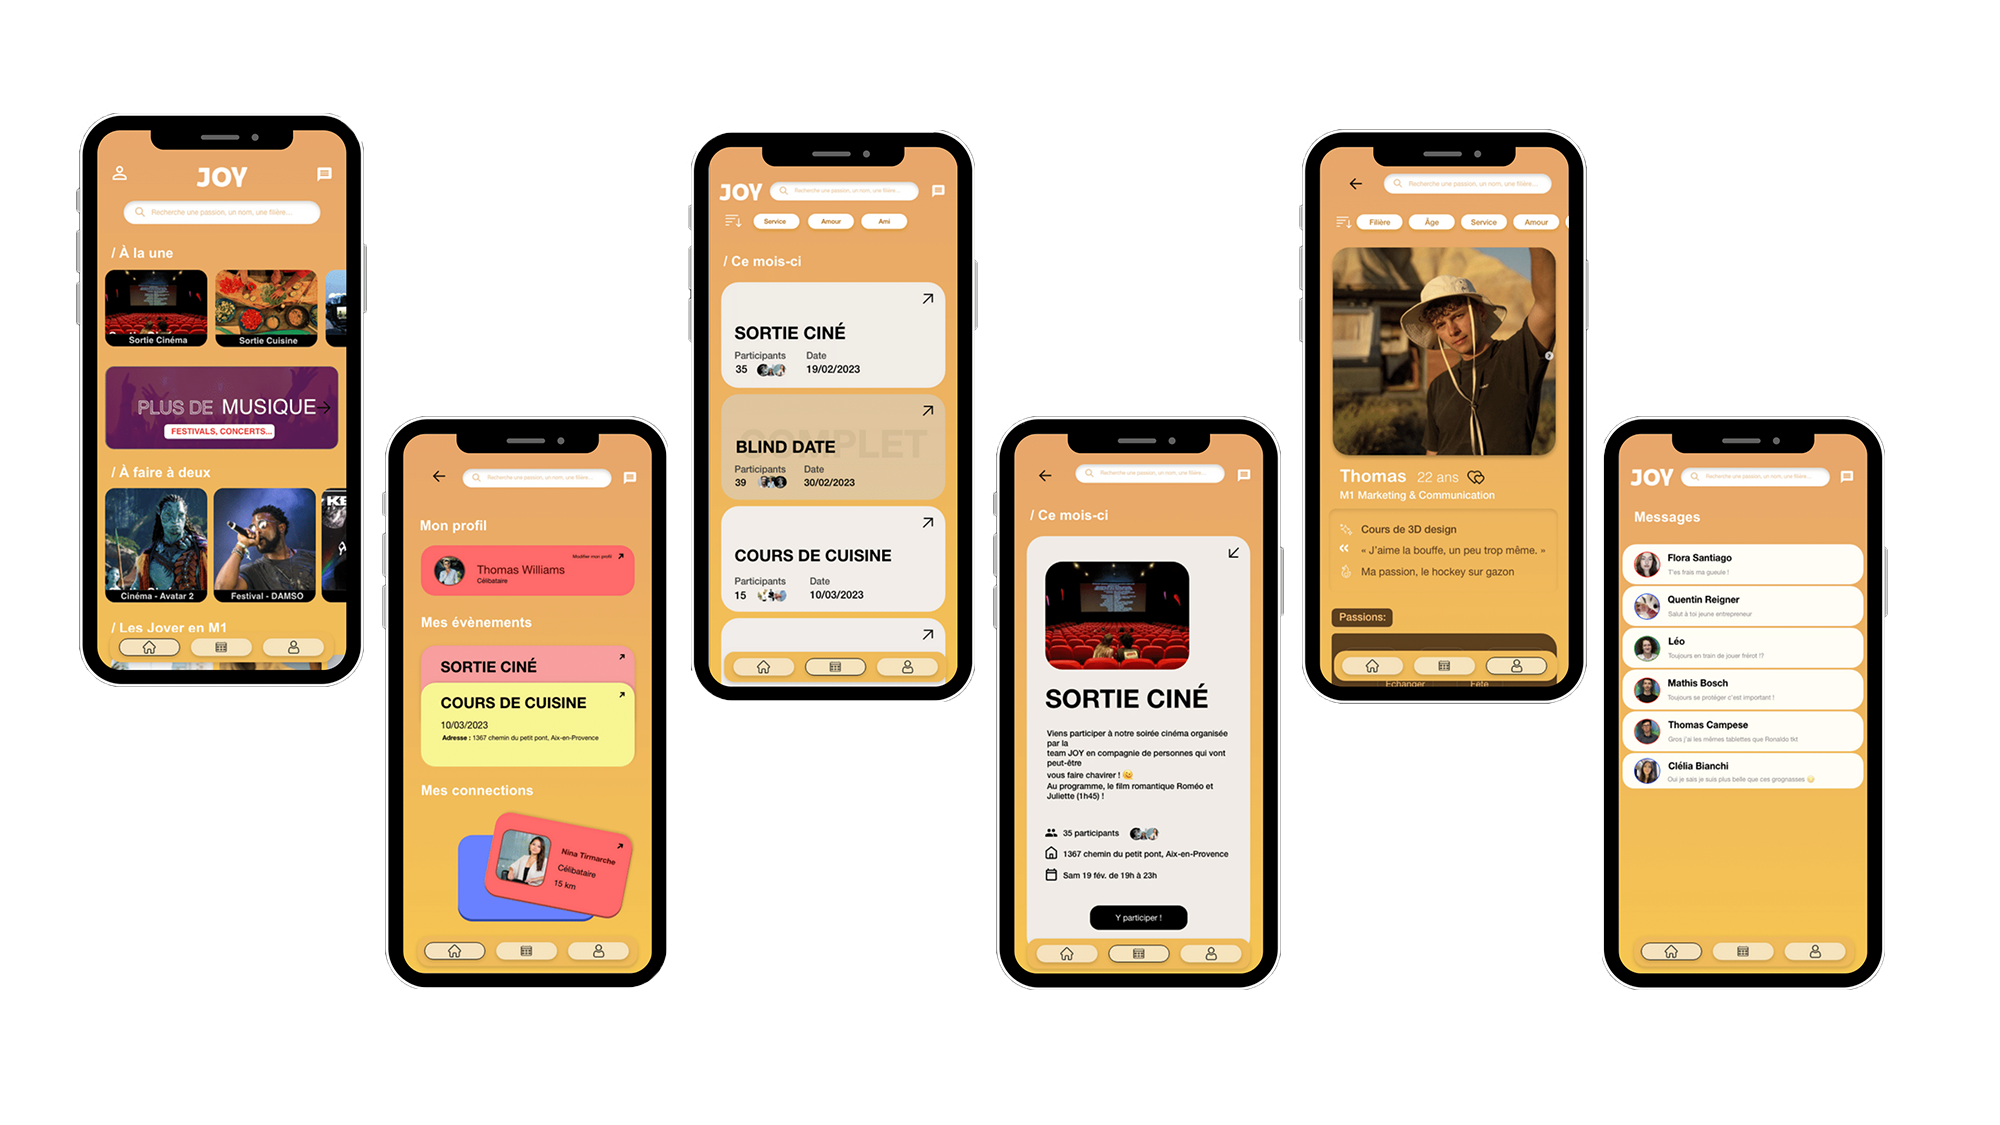 JOY
Recherche une passion, un nom, une filière...
/ À la une
Sortie Cinéma
Sortie Cuisine
PLUS DE MUSIQUE
FESTIVALS, CONCERTS...
/ À faire à deux
Cinéma - Avatar 2
Festival - DAMSO
/ Les Joyer en M1
Recherche une passion, un nom, une filière...
Mon profil
Modifier mon profil
Thomas Williams
Célibataire
Mes évènements
SORTIE CINÉ
COURS DE CUISINE
10/03/2023
Adresse : 1367 chemin du petit pont, Aix-en-Provence
Mes connections
Nina Tirmarche
Célibataire
15 km
JOY
Recherche une passion, un nom, une filière...
Service Amour Ami
/ Ce mois-ci
SORTIE CINÉ
Participants Date
35 19/02/2023
COMPLET
BLIND DATE
Participants Date
39 30/02/2023
COURS DE CUISINE
Participants Date
15 10/03/2023
Recherche une passion, un nom, une filière...
/ Ce mois-ci
SORTIE CINÉ
Viens participer à notre soirée cinéma organisée
par la
team JOY en compagnie de personnes qui vont
peut-être
vous faire chavirer ! 😉
Au programme, le film romantique Roméo et
Juliette (1h45) !
35 participants
1367 chemin du petit pont, Aix-en-Provence
Sam 19 fév. de 19h à 23h
Y participer !
Recherche une passion, un nom, une filière...
Filière Âge Service Amour
Thomas 22 ans
M1 Marketing & Communication
Cours de 3D design
« J'aime la bouffe, un peu trop même. »
Ma passion, le hockey sur gazon
Passions:
Echanger Fêté
JOY
Recherche une passion, un nom, une filière...
Messages
Flora Santiago
T'es frais ma gueule !
Quentin Reigner
Salut à toi jeune entrepreneur
Léo
Toujours en train de jouer frérot !?
Mathis Bosch
Toujours se protéger c'est important !
Thomas Campese
Gros j'ai les mêmes tablettes que Ronaldo tkt
Clélia Bianchi
Oui je sais je suis plus belle que ces grognasses 😏